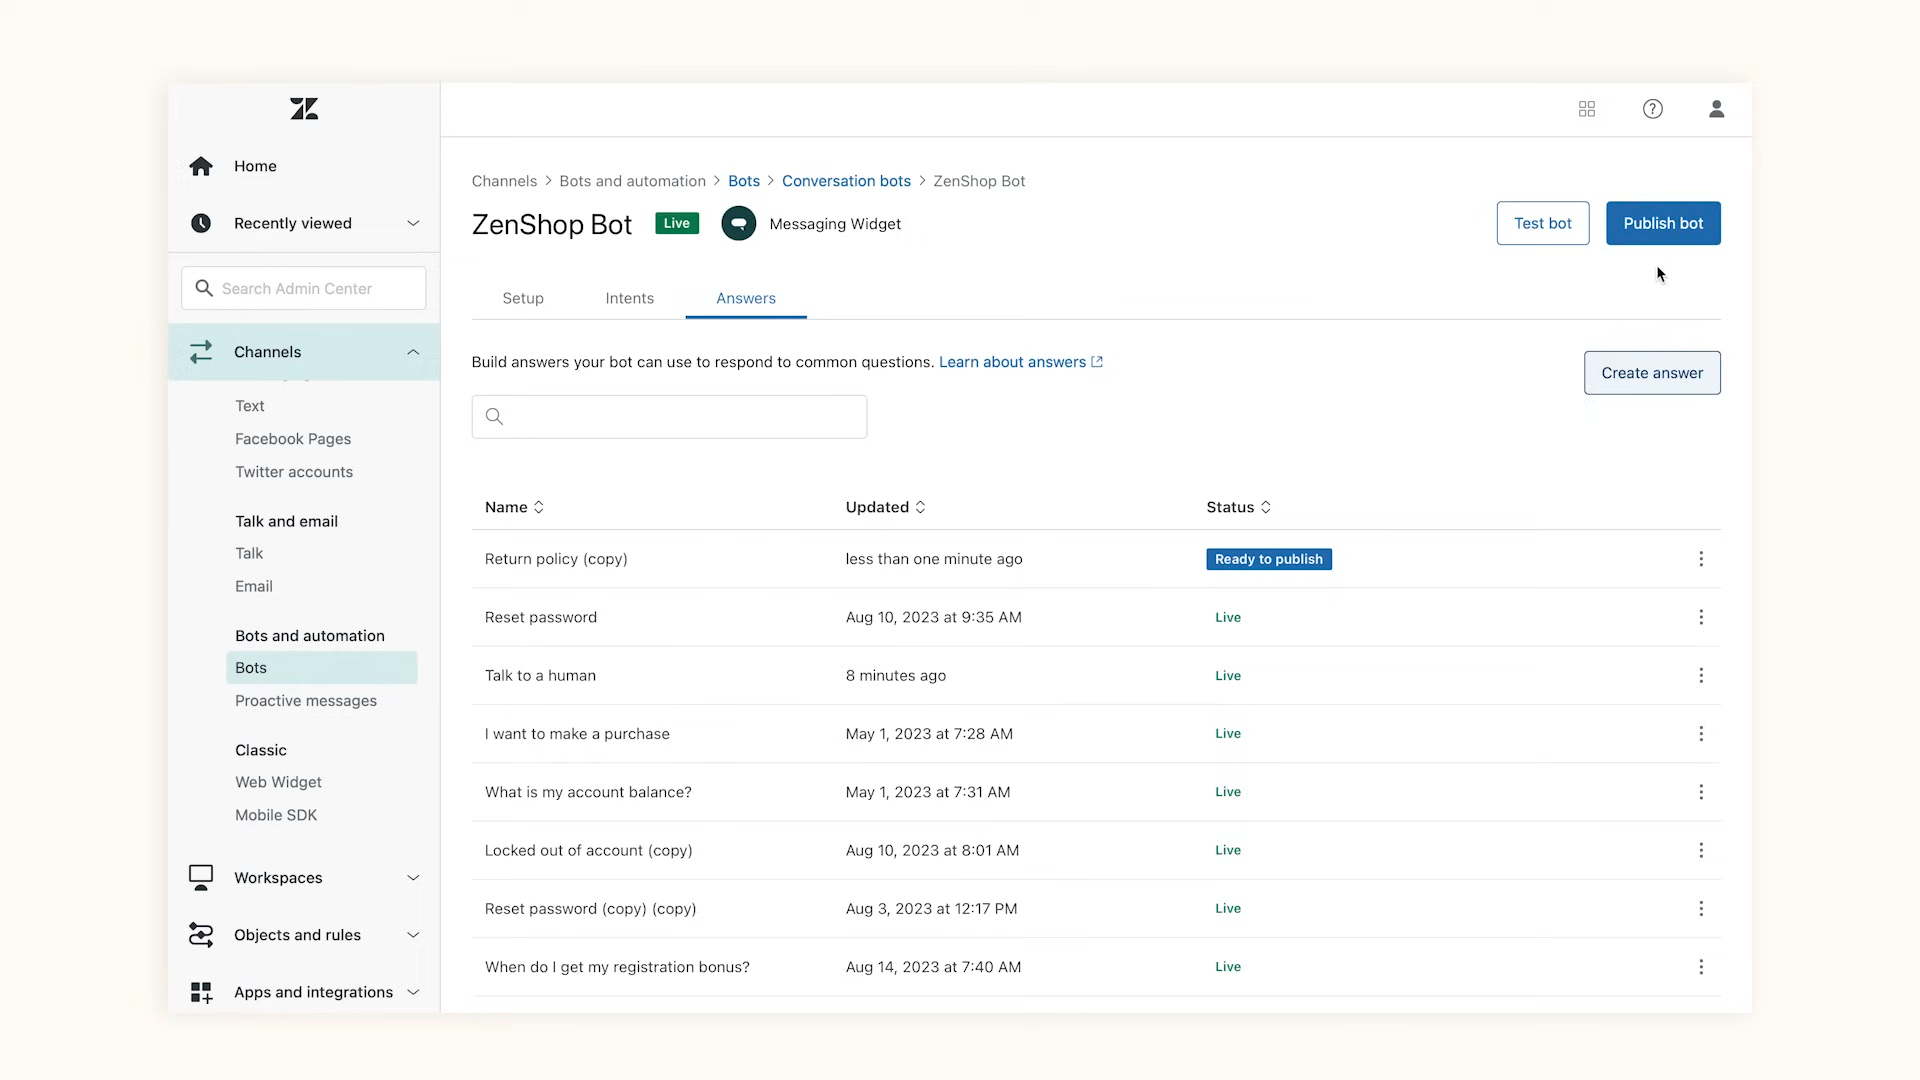 Home
Recently viewed
Search Admin Center
Channels
Text
Facebook Pages
Twitter accounts
Talk and email
Talk
Email
Bots and automation
Bots
Proactive messages
Classic
Web Widget
Mobile SDK
Workspaces
Objects and rules
Apps and integrations
Channels > Bots and automation > Bots > Conversation bots > ZenShop Bot
ZenShop Bot Live Messaging Widget
Test bot Publish bot
Setup Intents Answers
Build answers your bot can use to respond to common questions. Learn about answers
Create answer
Name Updated Status
Return policy (copy) less than one minute ago Ready to publish
Reset password Aug 10, 2023 at 9:35 AM Live
Talk to a human 8 minutes ago Live
I want to make a purchase May 1, 2023 at 7:28 AM Live
What is my account balance? May 1, 2023 at 7:31 AM Live
Locked out of account (copy) Aug 10, 2023 at 8:01 AM Live
Reset password (copy) (copy) Aug 3, 2023 at 12:17 PM Live
When do I get my registration bonus? Aug 14, 2023 at 7:40 AM Live